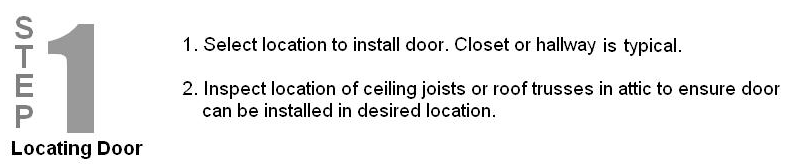 STEP 1
Locating Door
1. Select location to install door. Closet or hallway is typical.
2. Inspect location of ceiling joists or roof trusses in attic to ensure door
can be installed in desired location.